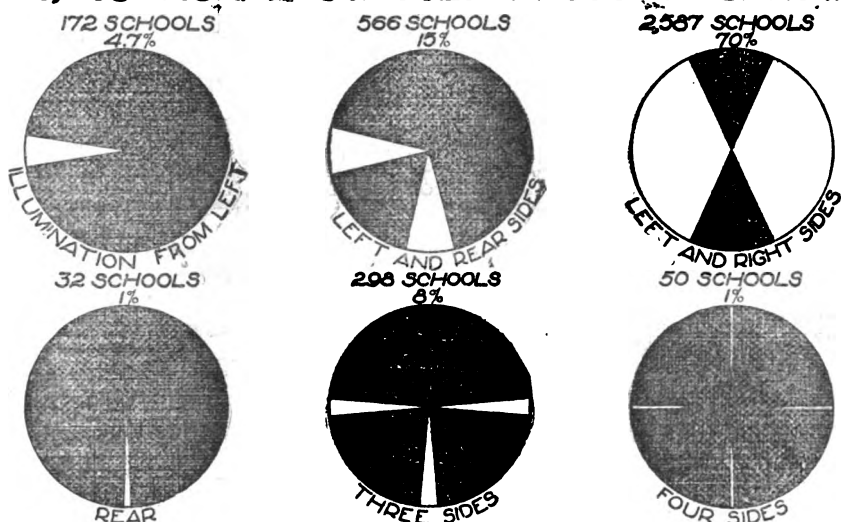 172 SCHOOLS
4.7%
ILLUMINATION FROM LEFT
566 SCHOOLS
15%
LEFT AND REAR SIDES
2,587 SCHOOLS
70%
LEFT AND RIGHT SIDES
32 SCHOOLS
1%
REAR
298 SCHOOLS
8%
THREE SIDES
50 SCHOOLS
1%
FOUR SIDES